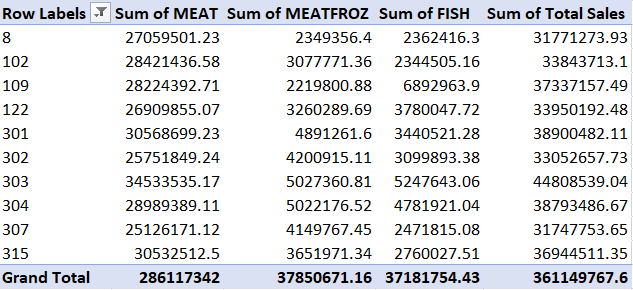 Row Labels Sum of MEAT Sum of MEATFROZ Sum of FISH Sum of Total Sales
8 27059501.23 2349356.4 2362416.3 31771273.93
102 28421436.58 3077771.36 2344505.16 33843713.1
109 28224392.71 2219800.88 6892963.9 37337157.49
122 26909855.07 3260289.69 3780047.72 33950192.48
301 30568699.23 4891261.6 3440521.28 38900482.11
302 25751849.24 4200915.11 3099893.38 33052657.73
303 34533535.17 5027360.81 5247643.06 44808539.04
304 28989389.11 5022176.52 4781921.04 38793486.67
307 25126171.12 4149767.45 2471815.08 31747753.65
315 30532512.5 3651971.34 2760027.51 36944511.35
Grand Total 286117342 37850671.16 37181754.43 361149767.6